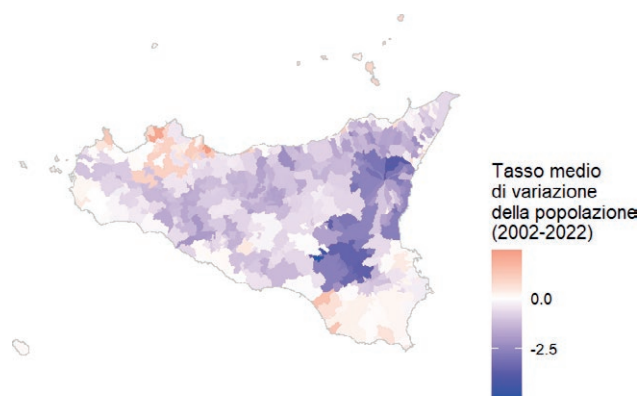 Tasso medio
di variazione
della popolazione
(2002-2022)
0.0
-2.5